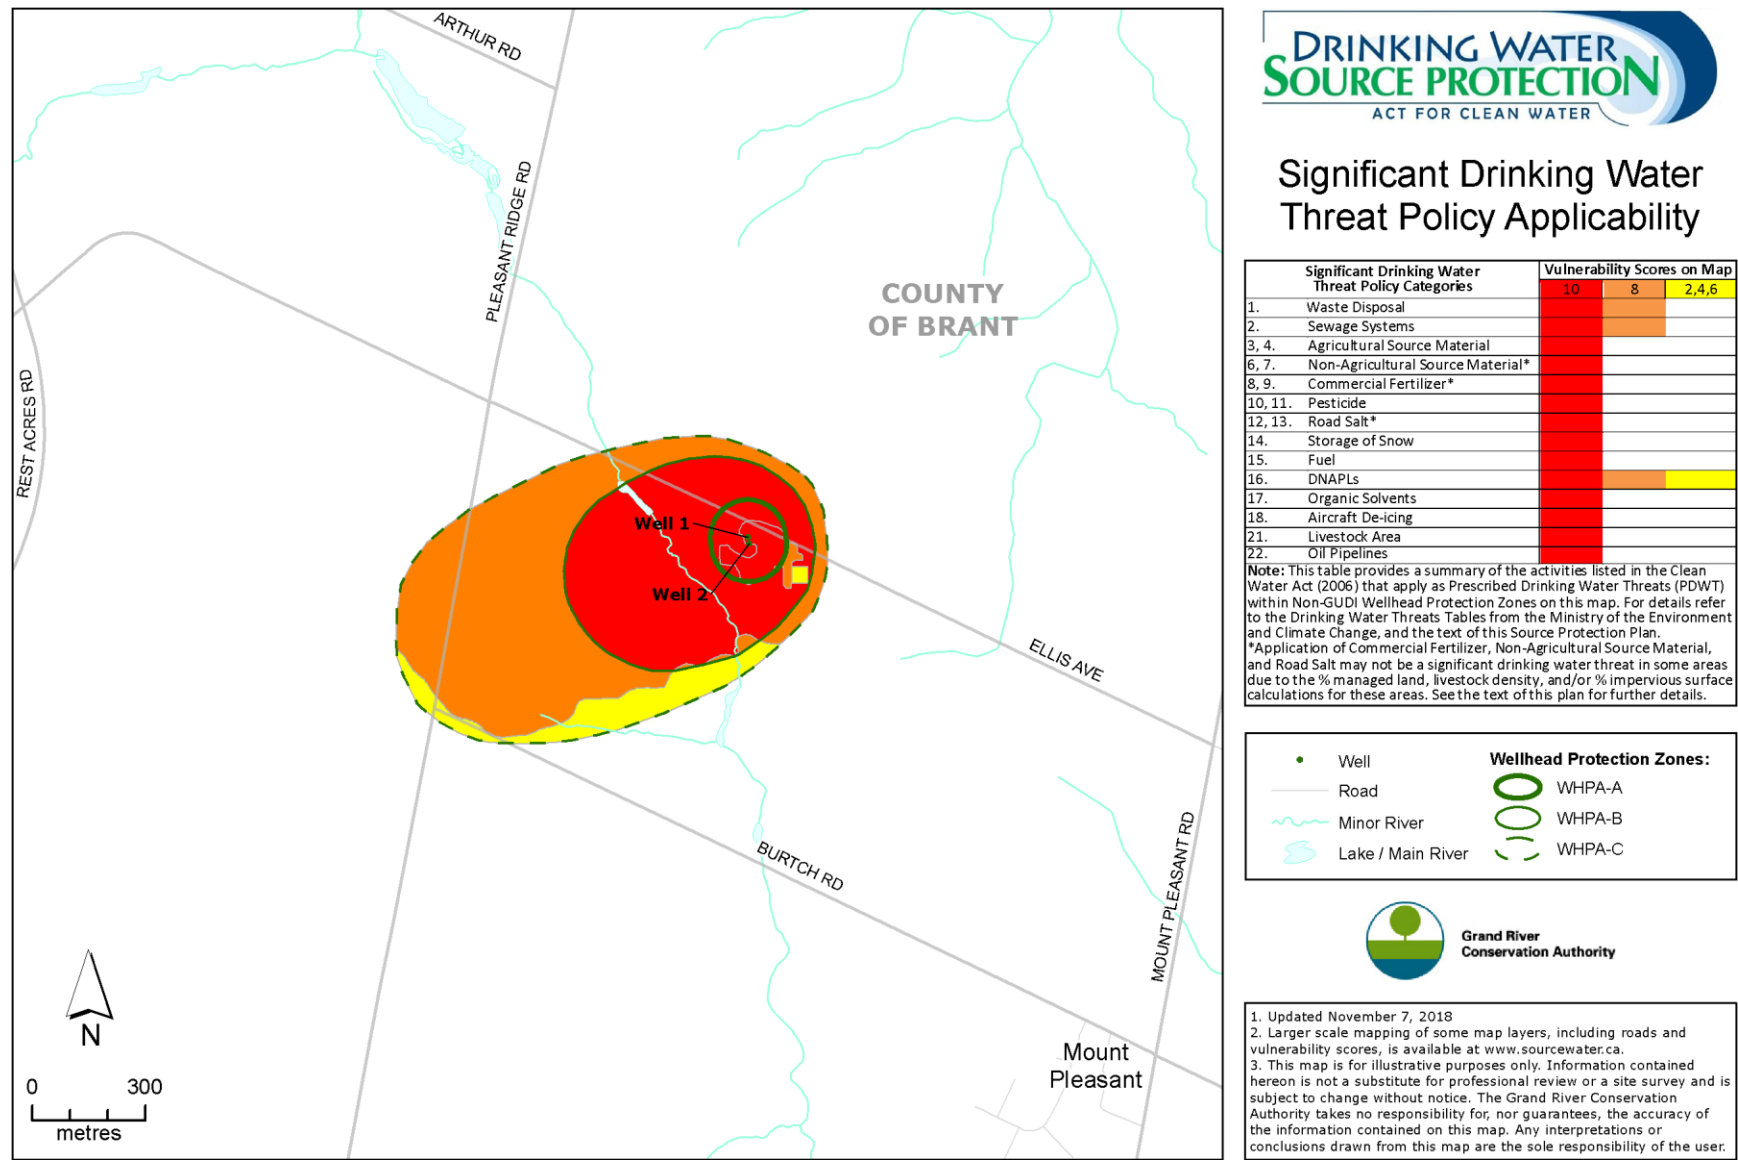 ARTHUR RD
PLEASANT RIDGE RD
COUNTY
OF BRANT
REST ACRES RD
Well 1
Well 2
ELLIS AVE
BURTCH RD
MOUNT PLEASANT RD
Mount
Pleasant
N
0 300
metres
DRINKING WATER
SOURCE PROTECTION
ACT FOR CLEAN WATER
Significant Drinking Water
Threat Policy Applicability
Significant Drinking Water
Threat Policy Categories
Vulnerability Scores on Map
10 8 2,4,6
1. Waste Disposal
2. Sewage Systems
3, 4. Agricultural Source Material
6, 7. Non-Agricultural Source Material*
8, 9. Commercial Fertilizer*
10, 11. Pesticide
12, 13. Road Salt*
14. Storage of Snow
15. Fuel
16. DNAPLs
17. Organic Solvents
18. Aircraft De-icing
21. Livestock Area
22. Oil Pipelines
Note: This table provides a summary of the activities listed in the Clean
Water Act (2006) that apply as Prescribed Drinking Water Threats (PDWT)
within Non-GUDI Wellhead Protection Zones on this map. For details refer
to the Drinking Water Threats Tables from the Ministry of the Environment
and Climate Change, and the text of this Source Protection Plan.
*Application of Commercial Fertilizer, Non-Agricultural Source Material,
and Road Salt may not be a significant drinking water threat in some areas
due to the % managed land, livestock density, and/or % impervious surface
calculations for these areas. See the text of this plan for further details.
Well
Road
Minor River
Lake / Main River
Wellhead Protection Zones:
WHPA-A
WHPA-B
WHPA-C
Grand River
Conservation Authority
1. Updated November 7, 2018
2. Larger scale mapping of some map layers, including roads and
vulnerability scores, is available at www.sourcewater.ca.
3. This map is for illustrative purposes only. Information contained
hereon is not a substitute for professional review or a site survey and is
subject to change without notice. The Grand River Conservation
Authority takes no responsibility for, nor guarantees, the accuracy of
the information contained on this map. Any interpretations or
conclusions drawn from this map are the sole responsibility of the user.